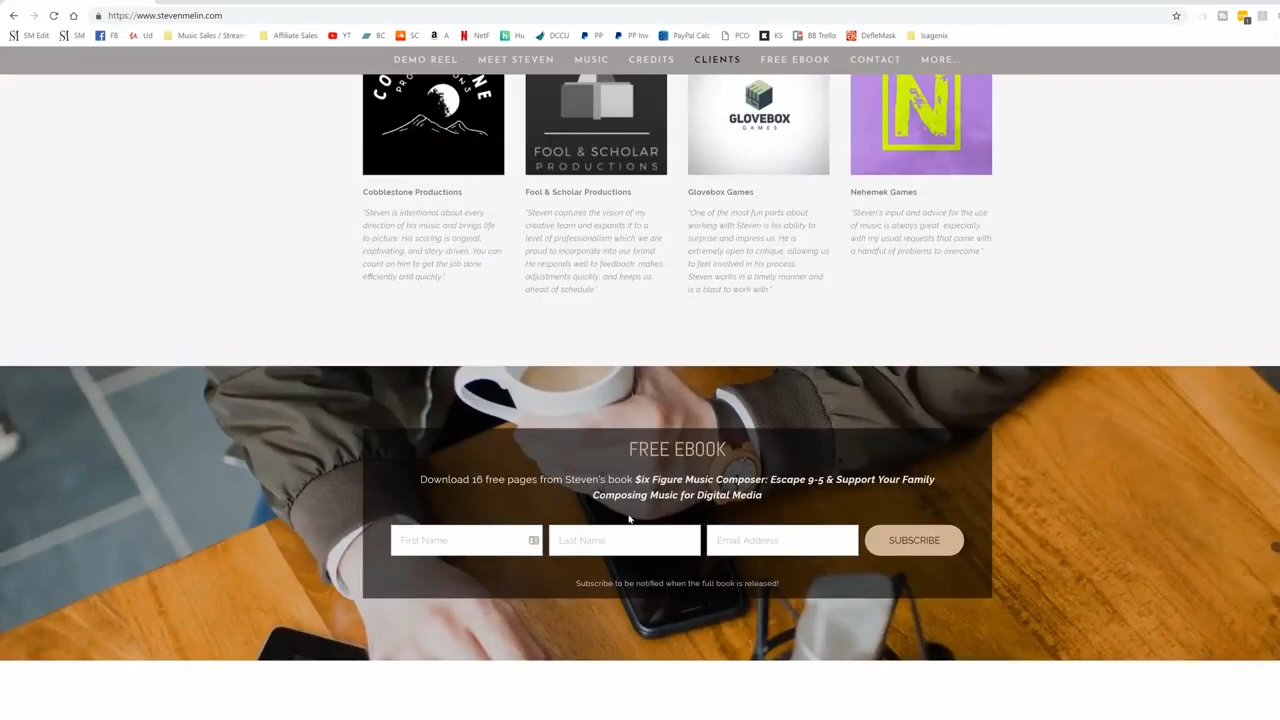 https://www.stevenmelin.com
SM Edit SM FB Ud Music Sales / Stream Affiliate Sales YT BC SC A NetF Hu DCCU PP PP Inv PayPal Calc PCO KS BB Trello DefleMask Isagenix
DEMO REEL MEET STEVEN MUSIC CREDITS CLIENTS FREE EBOOK CONTACT MORE...
FOOL & SCHOLAR
PRODUCTIONS
GLOVEBOX
GAMES
N
Cobblestone Productions
"Steven is intentional about every
direction of his music and brings life
to picture. His scoring is original,
captivating, and story-driven. You can
count on him to get the job done
efficiently and quickly."
Fool & Scholar Productions
"Steven captures the vision of my
creative team and expands it to a
level of professionalism which we are
proud to incorporate into our brand.
He responds well to feedback, makes
adjustments quickly, and keeps us
ahead of schedule."
Glovebox Games
"One of the most fun parts about
working with Steven is his ability to
surprise and impress us. He is
extremely open to critique, allowing us
to feel involved in his process.
Steven works in a timely manner and
is a blast to work with."
Nehemek Games
"Steven's input and advice for the use
of music is always great, especially
with my usual requests that come with
a handful of problems to overcome."
FREE EBOOK
Download 16 free pages from Steven's book $ix Figure Music Composer: Escape 9-5 & Support Your Family
Composing Music for Digital Media
First Name Last Name Email Address SUBSCRIBE
Subscribe to be notified when the full book is released!